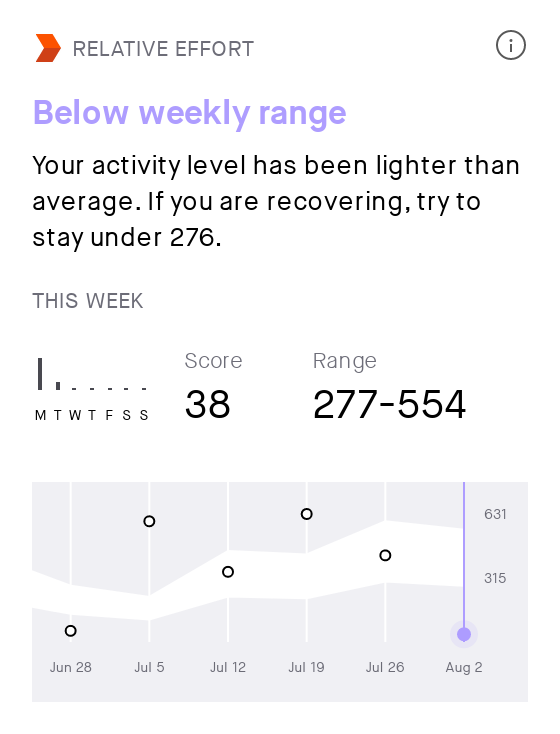 RELATIVE EFFORT
Below weekly range
Your activity level has been lighter than
average. If you are recovering, try to
stay under 276.
THIS WEEK
Score
Range
M T W T F S S
38
277-554
631
315
Jun 28
Jul 5
Jul 12
Jul 19
Jul 26
Aug 2